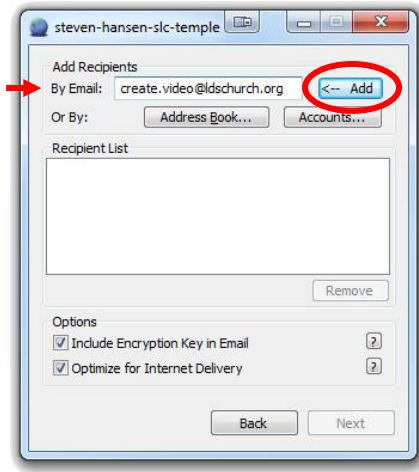 steven-hansen-slc-temple
Add Recipients
By Email: create.video@ldschurch.org <-- Add
Or By: Address Book... Accounts...
Recipient List
Remove
Options
Include Encryption Key in Email ?
Optimize for Internet Delivery ?
Back Next